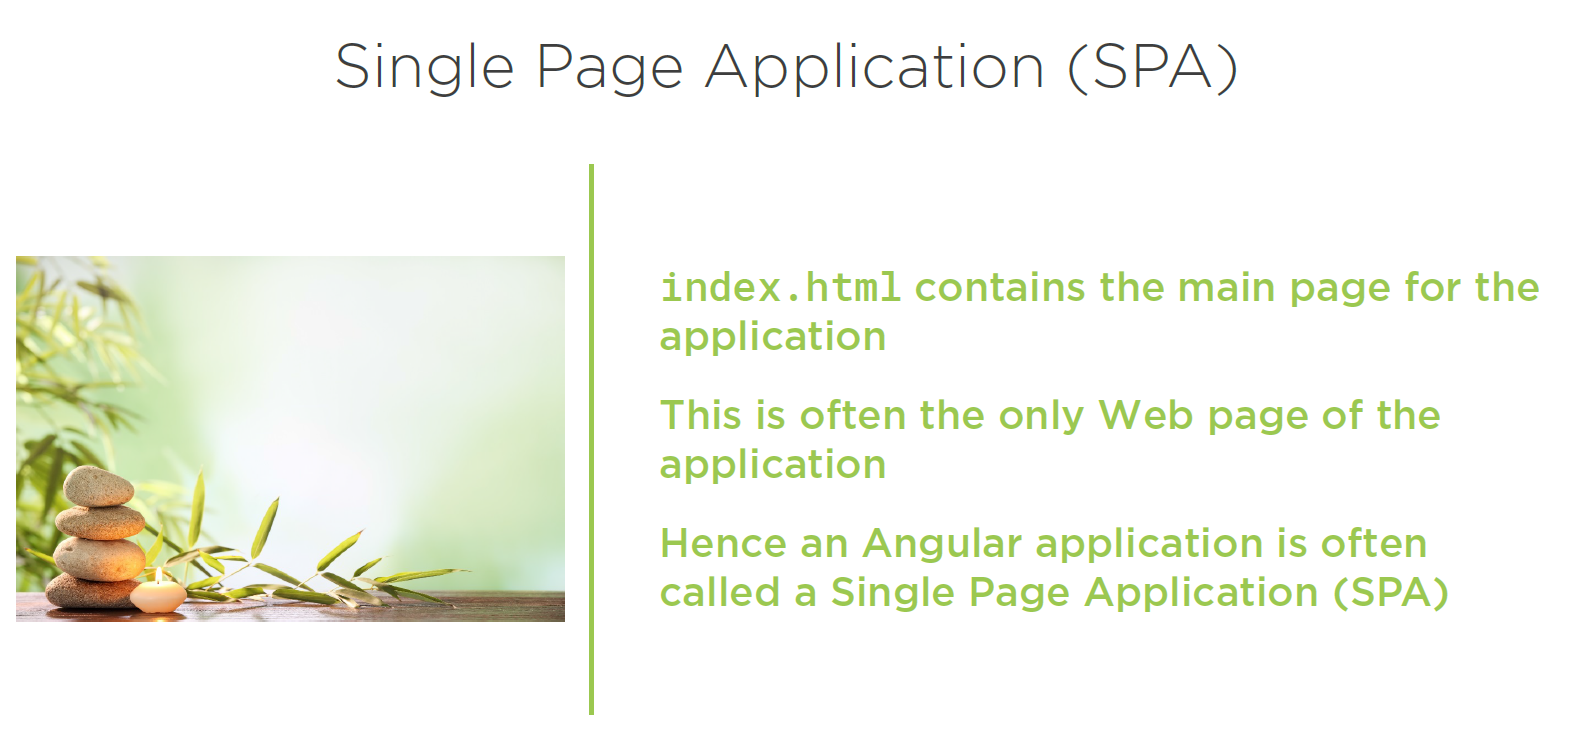 Single Page Application (SPA)
index.html contains the main page for the
application
This is often the only Web page of the
application
Hence an Angular application is often
called a Single Page Application (SPA)